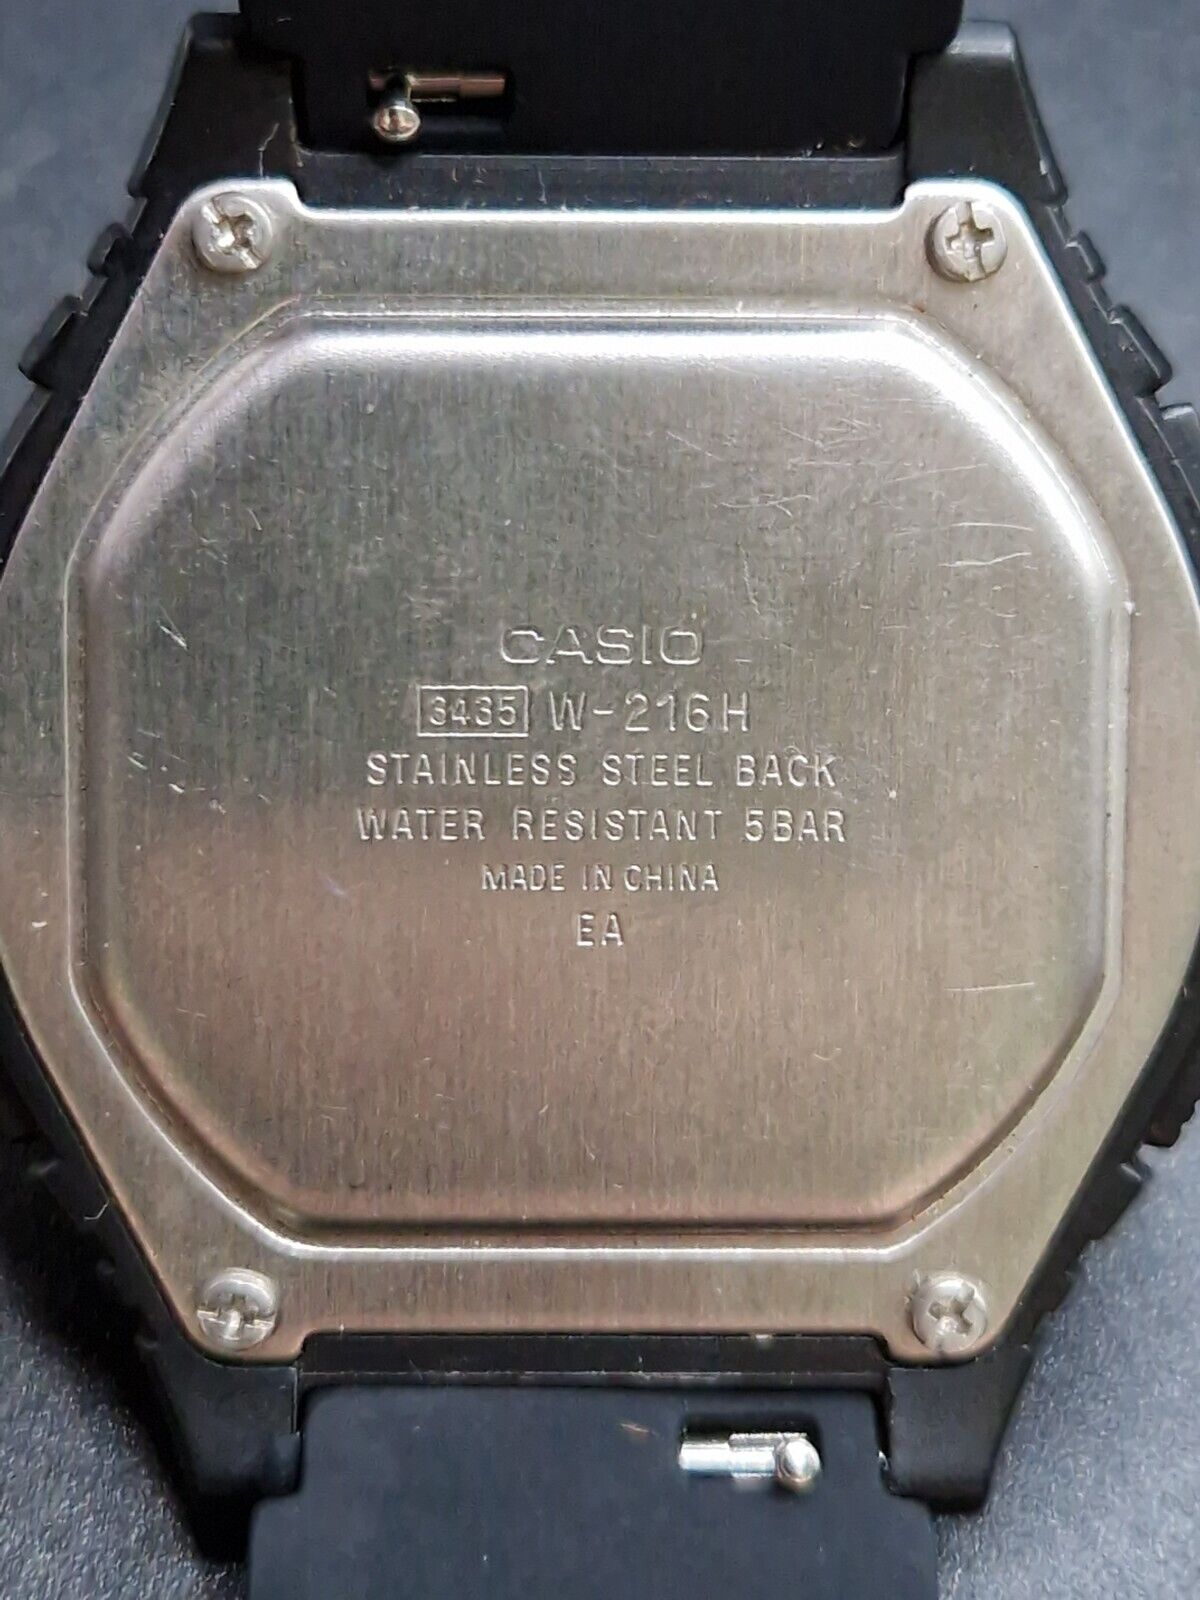 CASIO
3435 W-216H
STAINLESS STEEL BACK
WATER RESISTANT 5BAR
MADE IN CHINA
EA